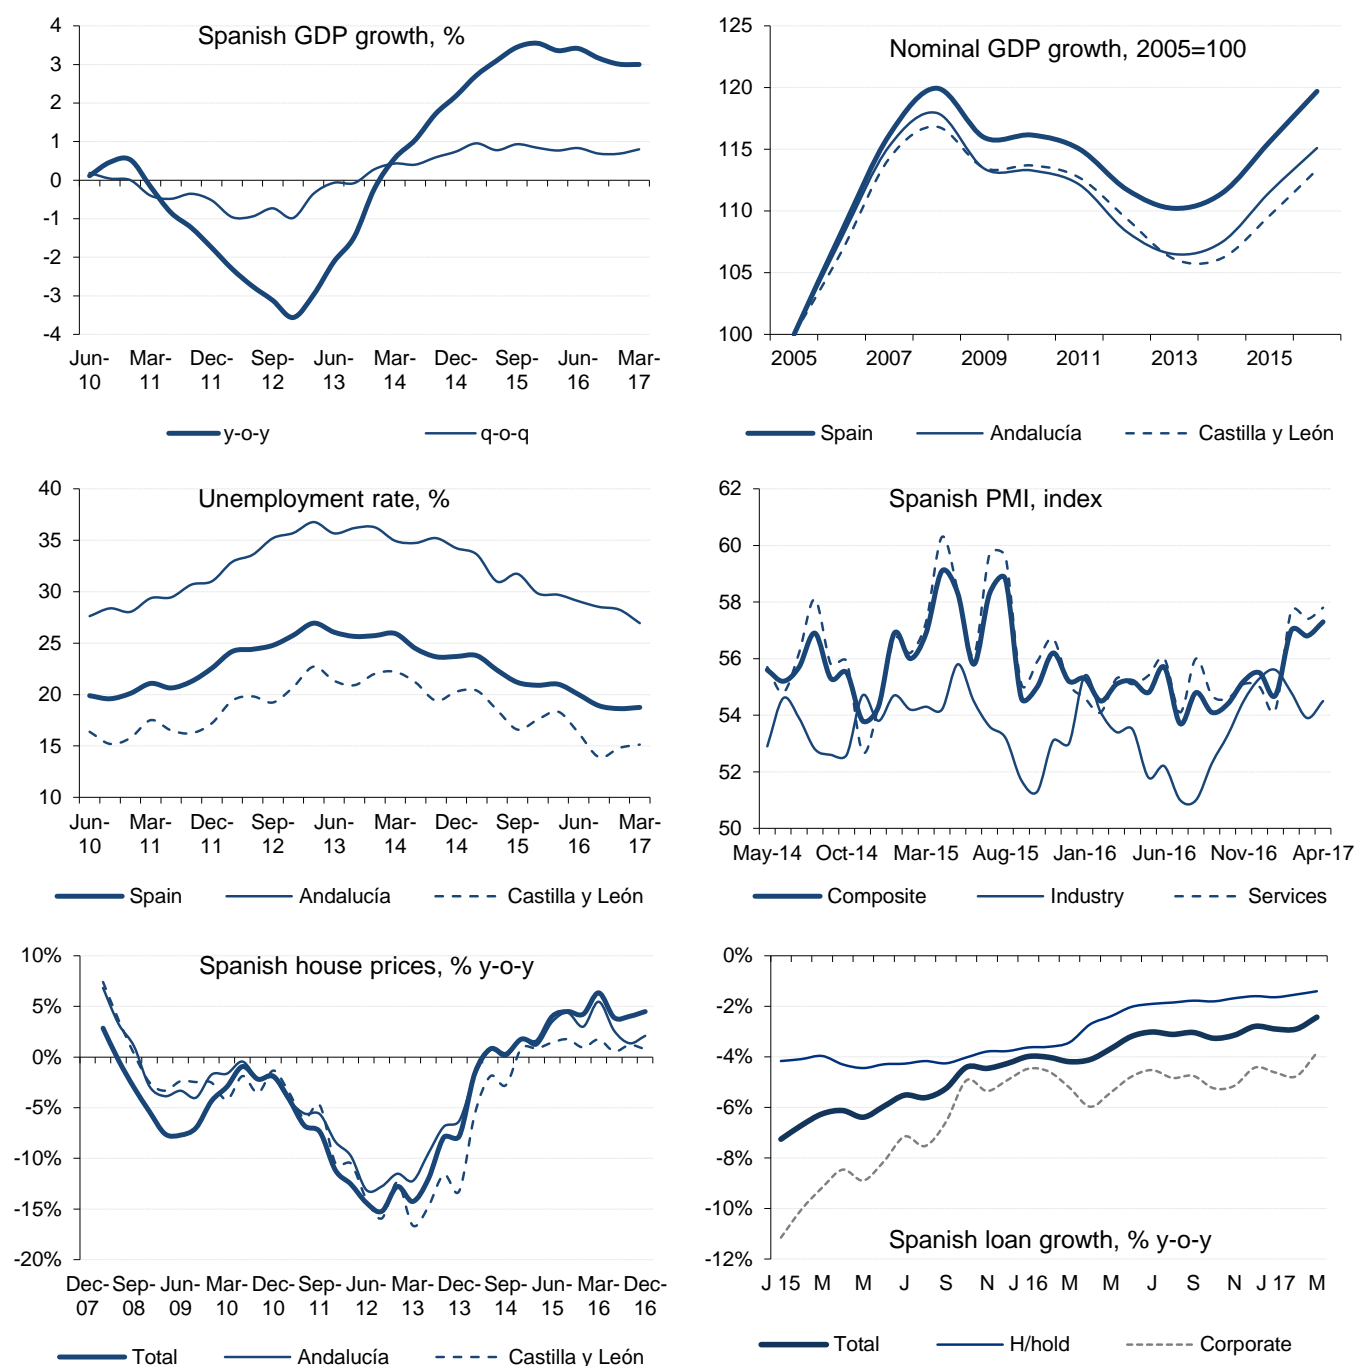 Spanish GDP growth, %
4
3
2
1
0
-1
-2
-3
-4
Jun-10 Mar-11 Dec-11 Sep-12 Jun-13 Mar-14 Dec-14 Sep-15 Jun-16 Mar-17
y-o-y q-o-q
Nominal GDP growth, 2005=100
125
120
115
110
105
100
2005 2007 2009 2011 2013 2015
Spain Andalucía Castilla y León
Unemployment rate, %
40
35
30
25
20
15
10
Jun-10 Mar-11 Dec-11 Sep-12 Jun-13 Mar-14 Dec-14 Sep-15 Jun-16 Mar-17
Spain Andalucía Castilla y León
Spanish PMI, index
62
60
58
56
54
52
50
May-14 Oct-14 Mar-15 Aug-15 Jan-16 Jun-16 Nov-16 Apr-17
Composite Industry Services
Spanish house prices, % y-o-y
10%
5%
0%
-5%
-10%
-15%
-20%
Dec-07 Sep-08 Jun-09 Mar-10 Dec-10 Sep-11 Jun-12 Mar-13 Dec-13 Sep-14 Jun-15 Mar-16 Dec-16
Total Andalucía Castilla y León
0%
-2%
-4%
-6%
-8%
-10%
-12%
Spanish loan growth, % y-o-y
J 15 M M J S N J 16 M M J S N J 17 M
Total H/hold Corporate